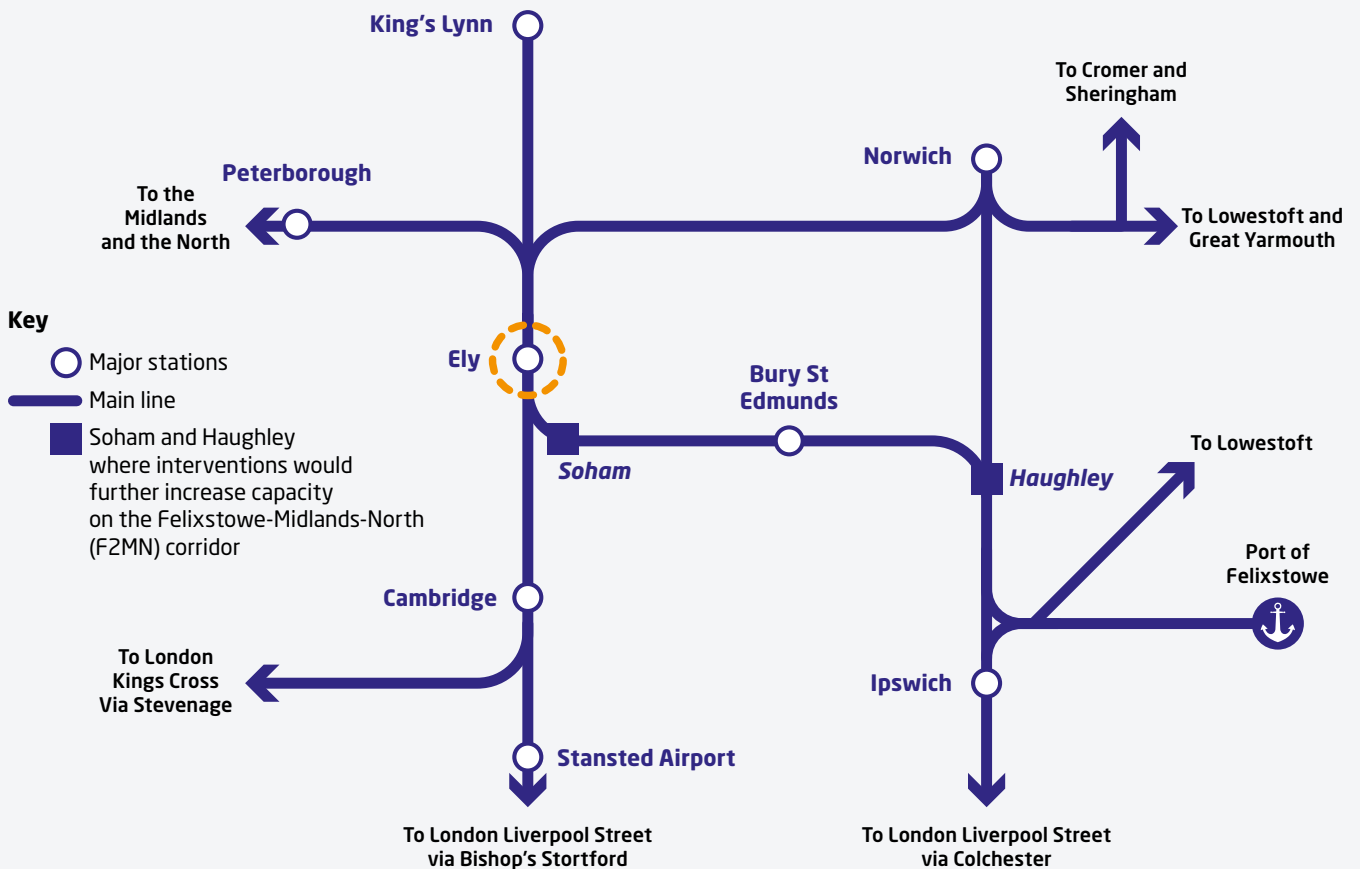 King's Lynn
To Cromer and
Sheringham
Norwich
Peterborough
To the
Midlands
and the North
To Lowestoft and
Great Yarmouth
Key
Major stations
Main line
Soham and Haughley
where interventions would
further increase capacity
on the Felixstowe-Midlands-North
(F2MN) corridor
Ely
Bury St
Edmunds
Soham
Haughley
To Lowestoft
Port of
Felixstowe
Cambridge
To London
Kings Cross
Via Stevenage
Ipswich
Stansted Airport
To London Liverpool Street
via Bishop's Stortford
To London Liverpool Street
via Colchester